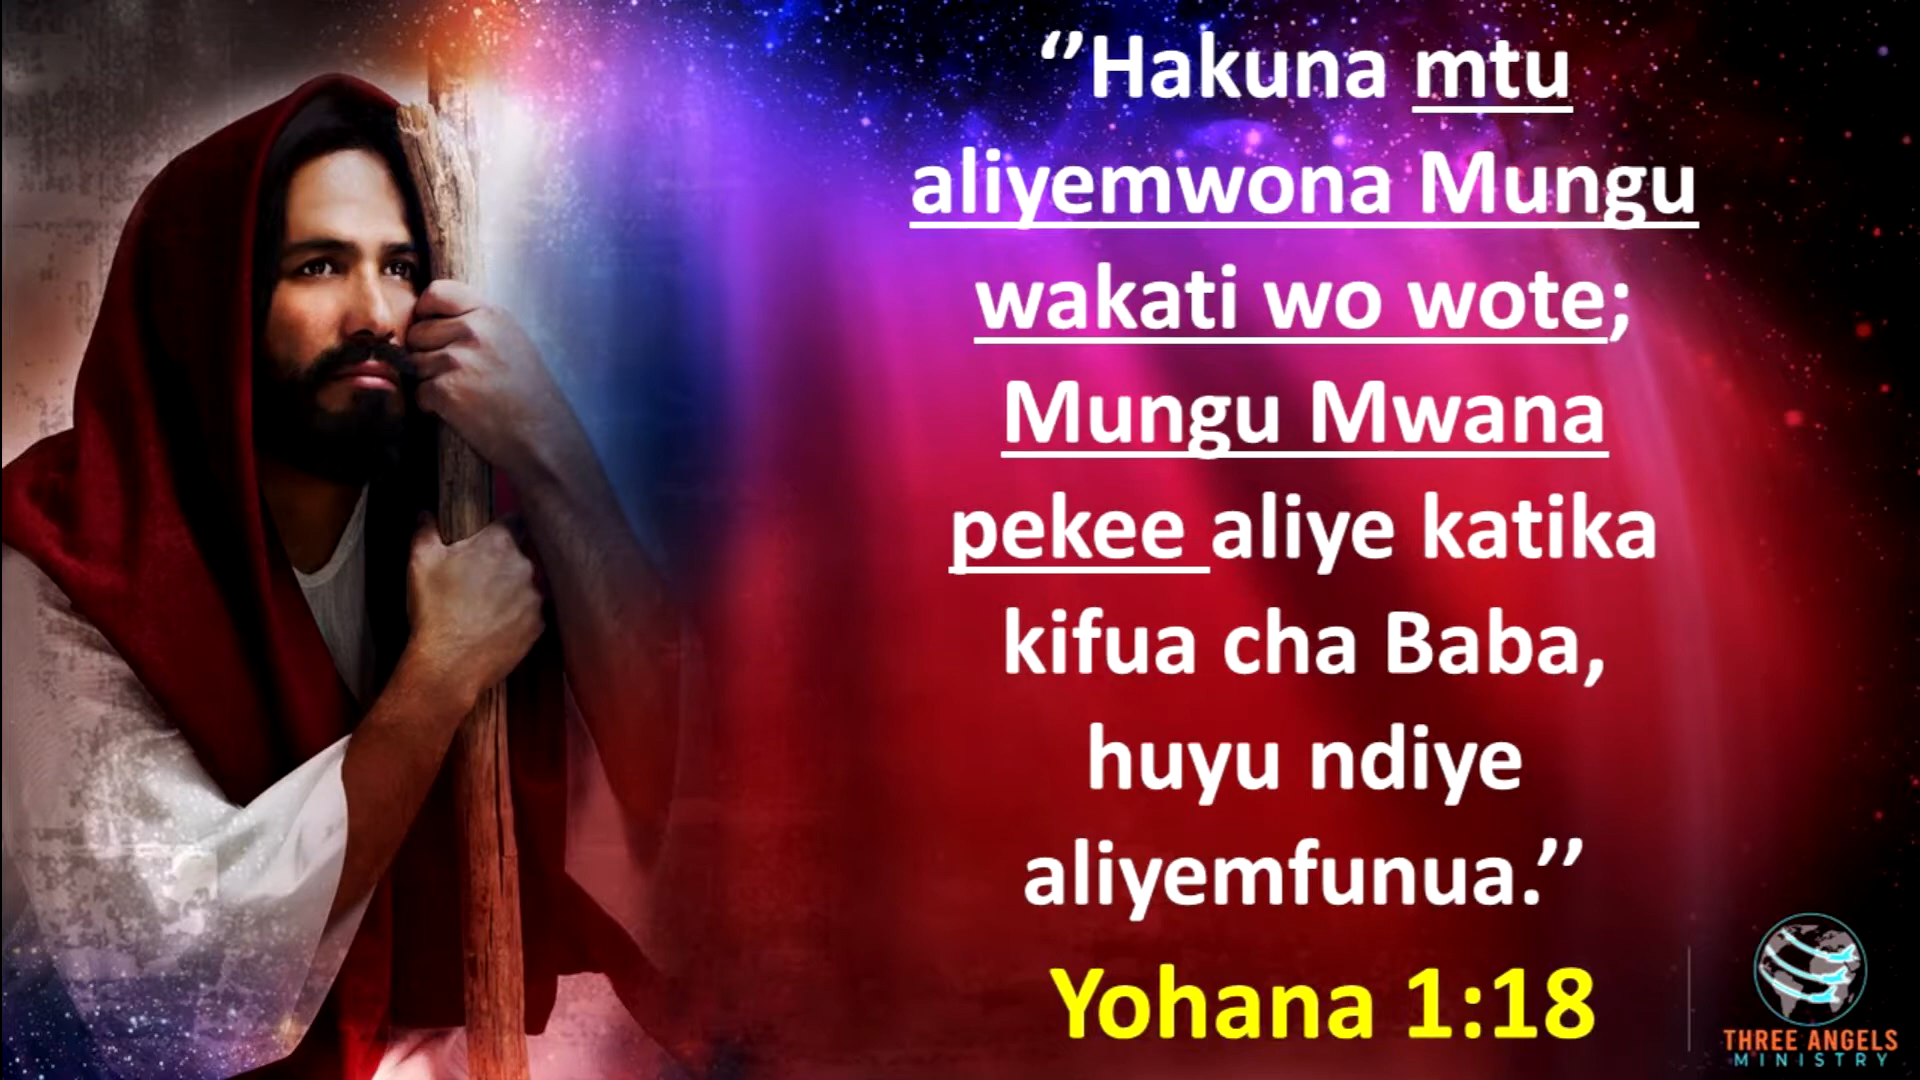 ‘’Hakuna mtu
aliyemwona Mungu
wakati wo wote;
Mungu Mwana
pekee aliye katika
kifua cha Baba,
huyu ndiye
aliyemfunua.’’
Yohana 1:18
THREE ANGELS
MINISTRY